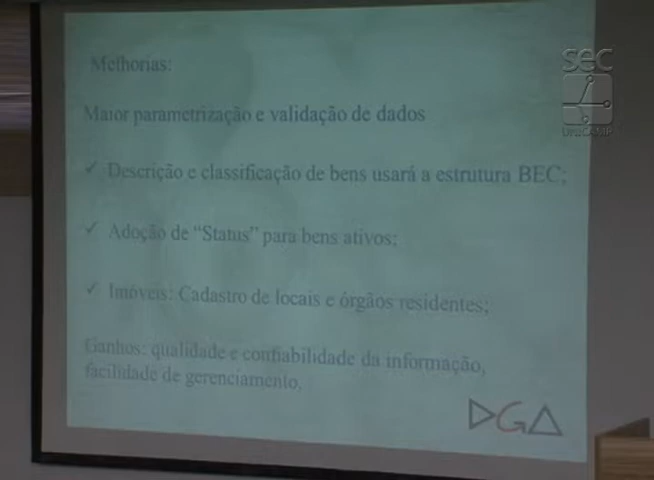 Melhorias:
Maior parametrização e validação de dados
✓ Descrição e classificação de bens usará a estrutura BEC;
✓ Adoção de “Status” para bens ativos;
✓ Imóveis: Cadastro de locais e órgãos residentes;
Ganhos: qualidade e confiabilidade da informação,
facilidade de gerenciamento.
DGA
sec
UNICAMP